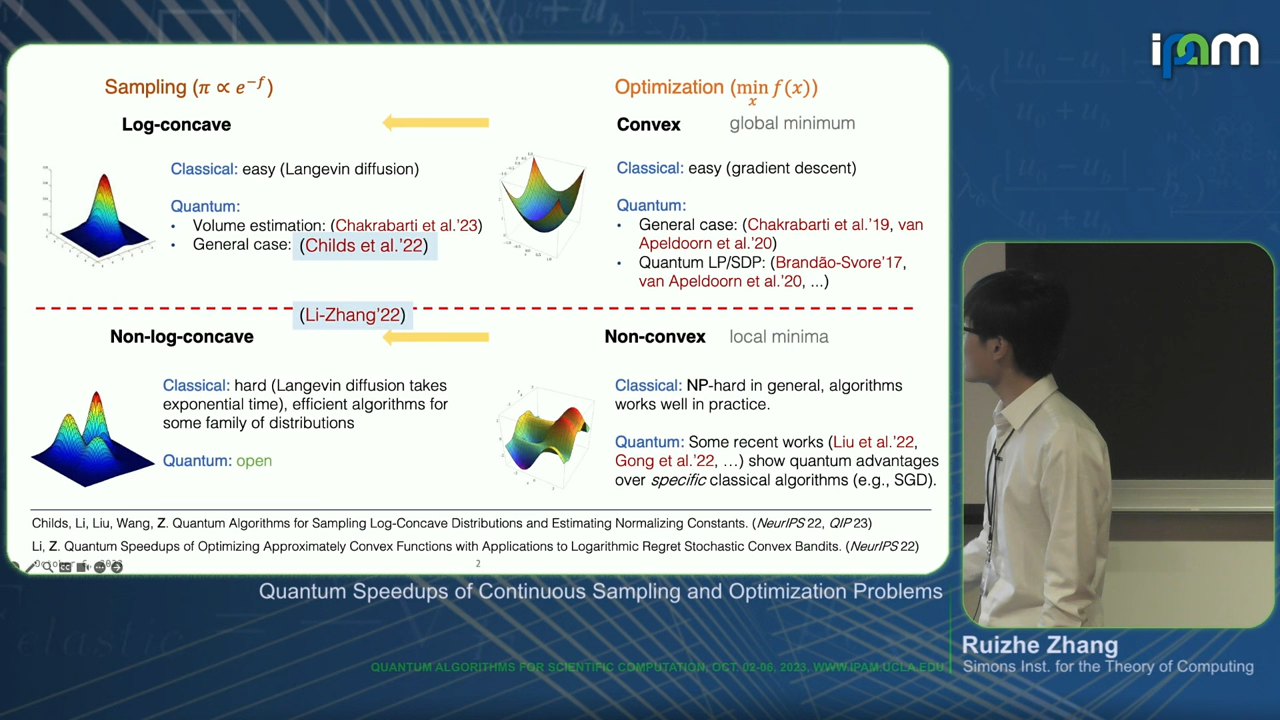 ipam
Sampling (π ∝ e^{−f})
Optimization (min_x f(x))
Log-concave
Convex
global minimum
Classical: easy (Langevin diffusion)
Quantum:
• Volume estimation: (Chakrabarti et al.'23)
• General case: (Childs et al.'22)
Classical: easy (gradient descent)
Quantum:
• General case: (Chakrabarti et al.'19, van
Apeldoorn et al.'20)
• Quantum LP/SDP: (Brandão-Svore'17,
van Apeldoorn et al.'20, ...)
(Li-Zhang'22)
Non-log-concave
Non-convex
local minima
Classical: hard (Langevin diffusion takes
exponential time), efficient algorithms for
some family of distributions
Quantum: open
Classical: NP-hard in general, algorithms
works well in practice.
Quantum: Some recent works (Liu et al.'22,
Gong et al.'22, …) show quantum advantages
over specific classical algorithms (e.g., SGD).
Childs, Li, Liu, Wang, Z. Quantum Algorithms for Sampling Log-Concave Distributions and Estimating Normalizing Constants. (NeurIPS 22, QIP 23)
Li, Z. Quantum Speedups of Optimizing Approximately Convex Functions with Applications to Logarithmic Regret Stochastic Convex Bandits. (NeurIPS 22)
2
Quantum Speedups of Continuous Sampling and Optimization Problems
Ruizhe Zhang
Simons Inst. for the Theory of Computing
QUANTUM ALGORITHMS FOR SCIENTIFIC COMPUTATION, OCT. 02-06, 2023, WWW.IPAM.UCLA.EDU